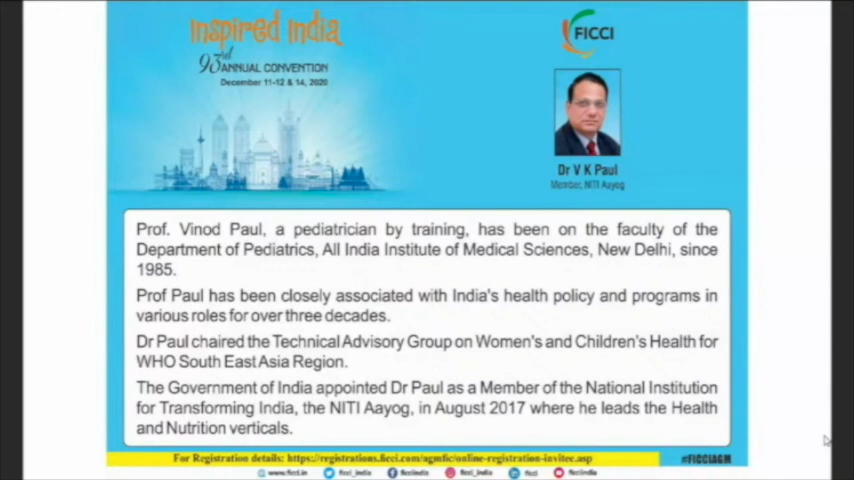 Inspired India
93rd ANNUAL CONVENTION
December 11-12 & 14, 2020
FICCI
Dr V K Paul
Member, NITI Aayog
Prof. Vinod Paul, a pediatrician by training, has been on the faculty of the
Department of Pediatrics, All India Institute of Medical Sciences, New Delhi, since
1985.
Prof Paul has been closely associated with India's health policy and programs in
various roles for over three decades.
Dr Paul chaired the Technical Advisory Group on Women's and Children's Health for
WHO South East Asia Region.
The Government of India appointed Dr Paul as a Member of the National Institution
for Transforming India, the NITI Aayog, in August 2017 where he leads the Health
and Nutrition verticals.
For Registration details: https://registrations.ficci.com/agmfic/online-registration-invitee.asp
#FICCIAGM
www.ficci.in ficci_india ficciindia ficci_india ficci ficciindia